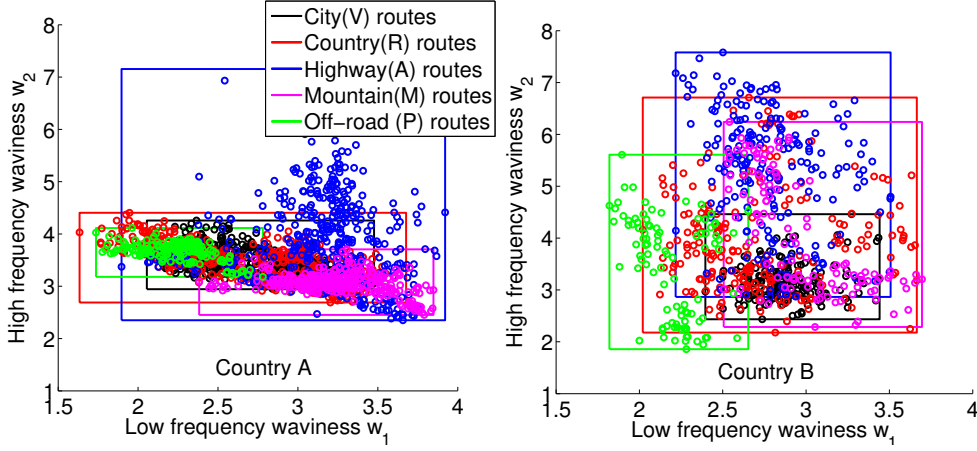 City(V) routes
Country(R) routes
Highway(A) routes
Mountain(M) routes
Off-road (P) routes
8
7
6
5
4
3
2
1
High frequency waviness w2
Country A
1.5 2 2.5 3 3.5 4
Low frequency waviness w1
8
7
6
5
4
3
2
1
High frequency waviness w2
Country B
1.5 2 2.5 3 3.5 4
Low frequency waviness w1